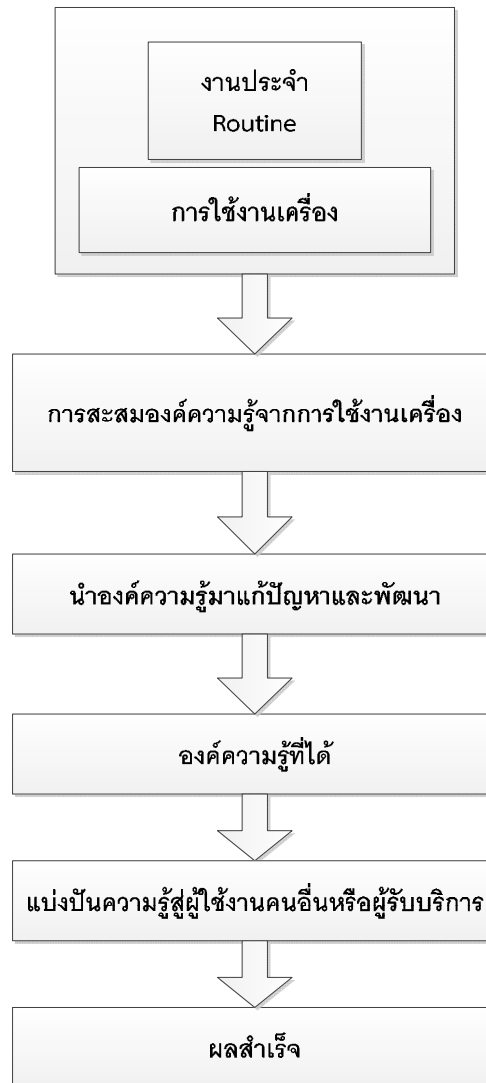 งานประจำ
Routine
การใช้งานเครื่อง
การสะสมองค์ความรู้จากการใช้งานเครื่อง
นำองค์ความรู้มาแก้ปัญหาและพัฒนา
องค์ความรู้ที่ได้
แบ่งปันความรู้สู่ผู้ใช้งานคนอื่นหรือผู้รับบริการ
ผลสำเร็จ